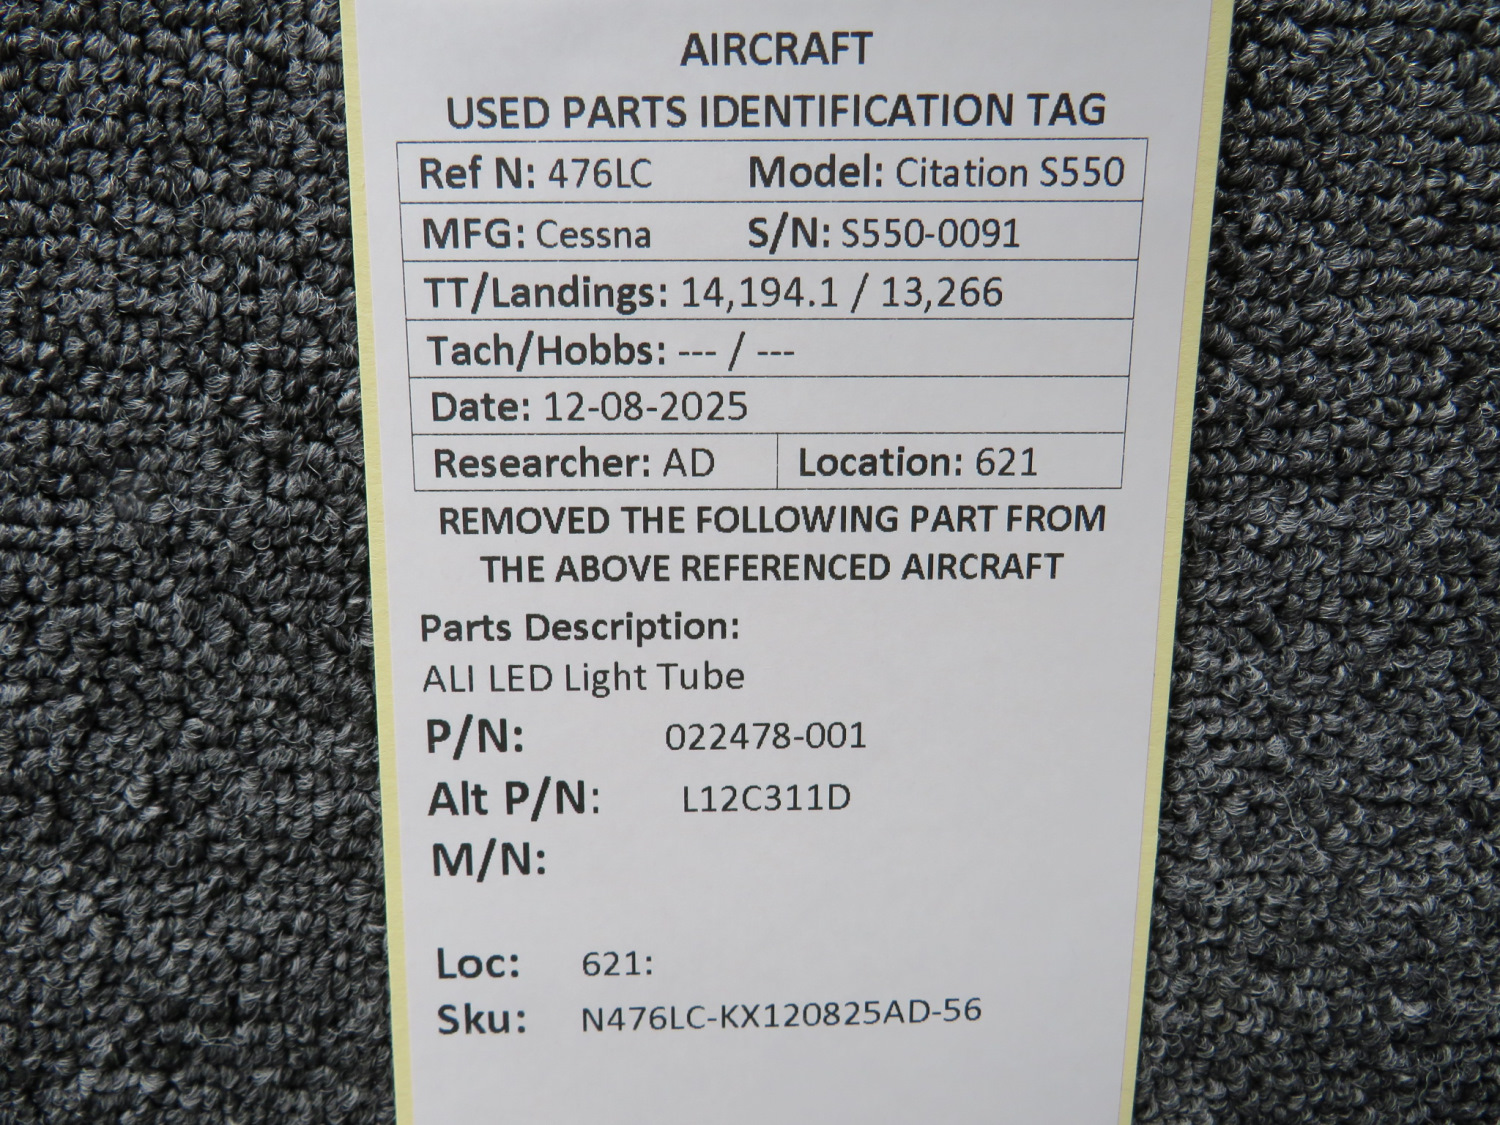 AIRCRAFT
USED PARTS IDENTIFICATION TAG
Ref N: 476LC Model: Citation S550
MFG: Cessna S/N: S550-0091
TT/Landings: 14,194.1 / 13,266
Tach/Hobbs: --- / ---
Date: 12-08-2025
Researcher: AD Location: 621
REMOVED THE FOLLOWING PART FROM
THE ABOVE REFERENCED AIRCRAFT
Parts Description:
ALI LED Light Tube
P/N: 022478-001
Alt P/N: L12C311D
M/N:
Loc: 621:
Sku: N476LC-KX120825AD-56